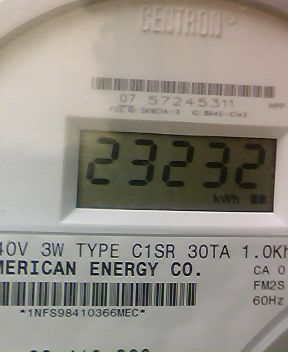 CENTRON®
07 57245311
23232
kWh
40V 3W TYPE C1SR 30TA 1.0Kh
MERICAN ENERGY CO.
CA 0
FM2S
60Hz
*1NFS98410366MEC*